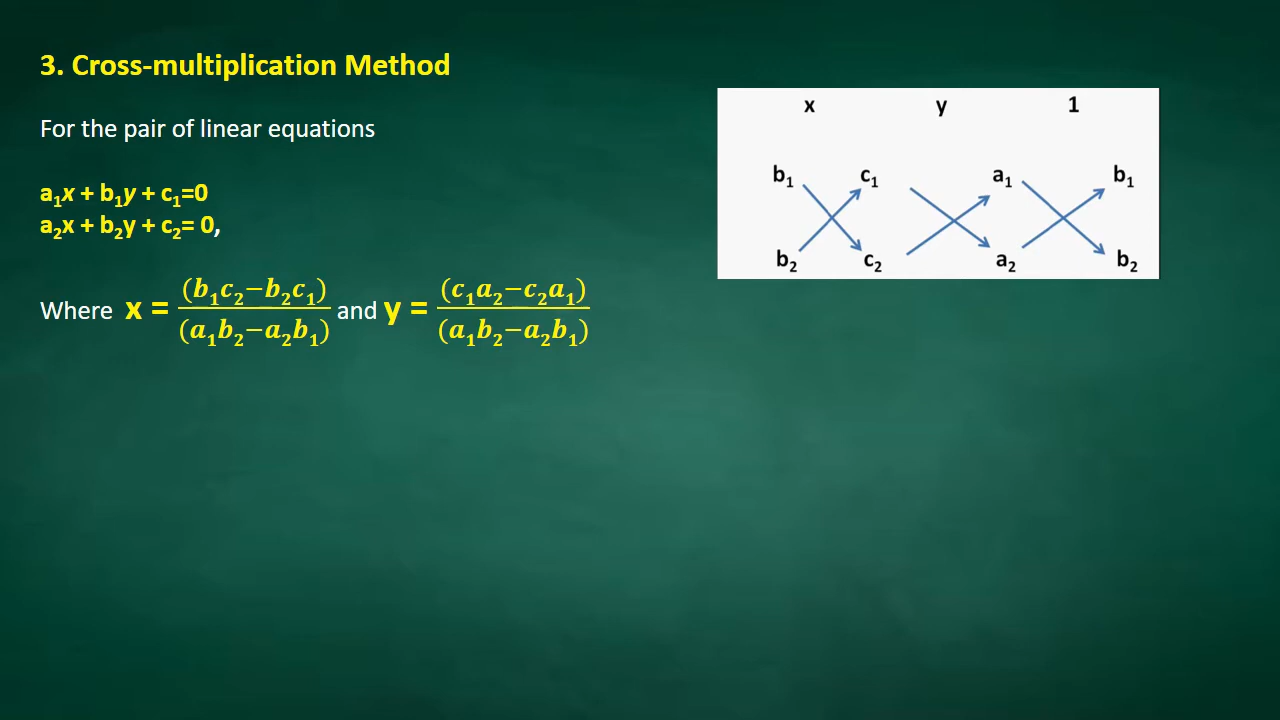 3. Cross-multiplication Method
For the pair of linear equations
a₁x + b₁y + c₁=0
a₂x + b₂y + c₂= 0,
Where x = (b₁c₂−b₂c₁)/(a₁b₂−a₂b₁) and y = (c₁a₂−c₂a₁)/(a₁b₂−a₂b₁)
x y 1
b₁ c₁ a₁ b₁
b₂ c₂ a₂ b₂